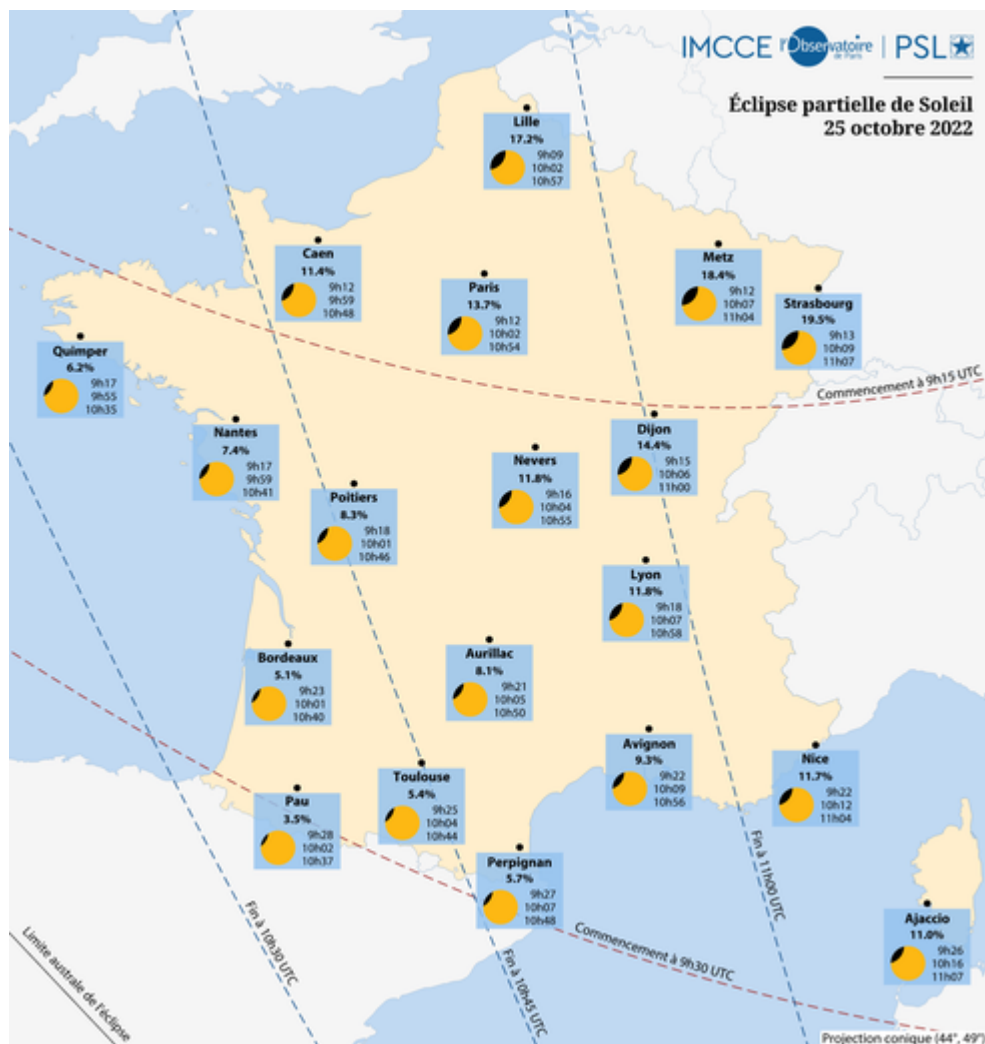 IMCCE l'Observatoire de Paris | PSL
Éclipse partielle de Soleil
25 octobre 2022
Lille
17.2%
9h09
10h02
10h57
Caen
11.4%
9h12
9h59
10h48
Paris
13.7%
9h12
10h02
10h54
Metz
18.4%
9h12
10h07
11h04
Strasbourg
19.5%
9h13
10h09
11h07
Quimper
6.2%
9h17
9h55
10h35
Commencement à 9h15 UTC
Nantes
7.4%
9h17
9h59
10h41
Dijon
14.4%
9h15
10h06
11h00
Nevers
11.8%
9h16
10h04
10h55
Poitiers
8.3%
9h18
10h01
10h46
Lyon
11.8%
9h18
10h07
10h58
Bordeaux
5.1%
9h23
10h01
10h40
Aurillac
8.1%
9h21
10h05
10h50
Avignon
9.3%
9h22
10h09
10h56
Nice
11.7%
9h22
10h12
11h04
Toulouse
5.4%
9h25
10h04
10h44
Pau
3.5%
9h28
10h02
10h37
Perpignan
5.7%
9h27
10h07
10h48
Ajaccio
11.0%
9h26
10h16
11h07
Fin à 11h00 UTC
Fin à 10h30 UTC
Fin à 10h45 UTC
Commencement à 9h30 UTC
Limite australe de l'éclipse
Projection conique (44°, 49°)